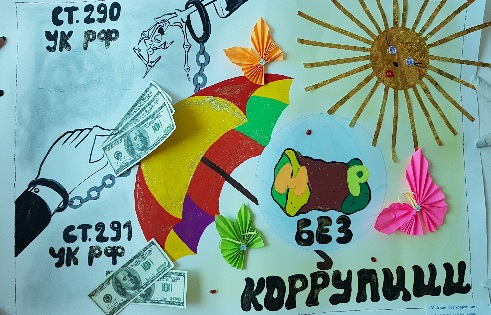 СТ. 290
УК РФ
СТ. 291
УК РФ
МИР
БЕЗ
КОРРУПЦИИ